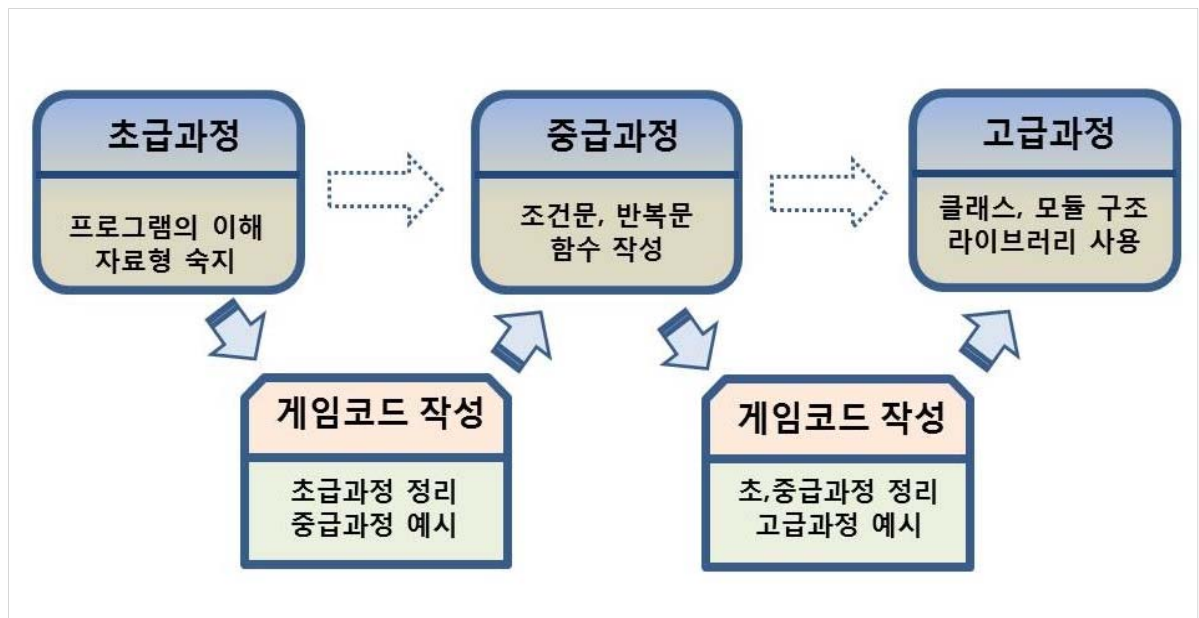 초급과정
프로그램의 이해
자료형 숙지
중급과정
조건문, 반복문
함수 작성
고급과정
클래스, 모듈 구조
라이브러리 사용
게임코드 작성
초급과정 정리
중급과정 예시
게임코드 작성
초,중급과정 정리
고급과정 예시